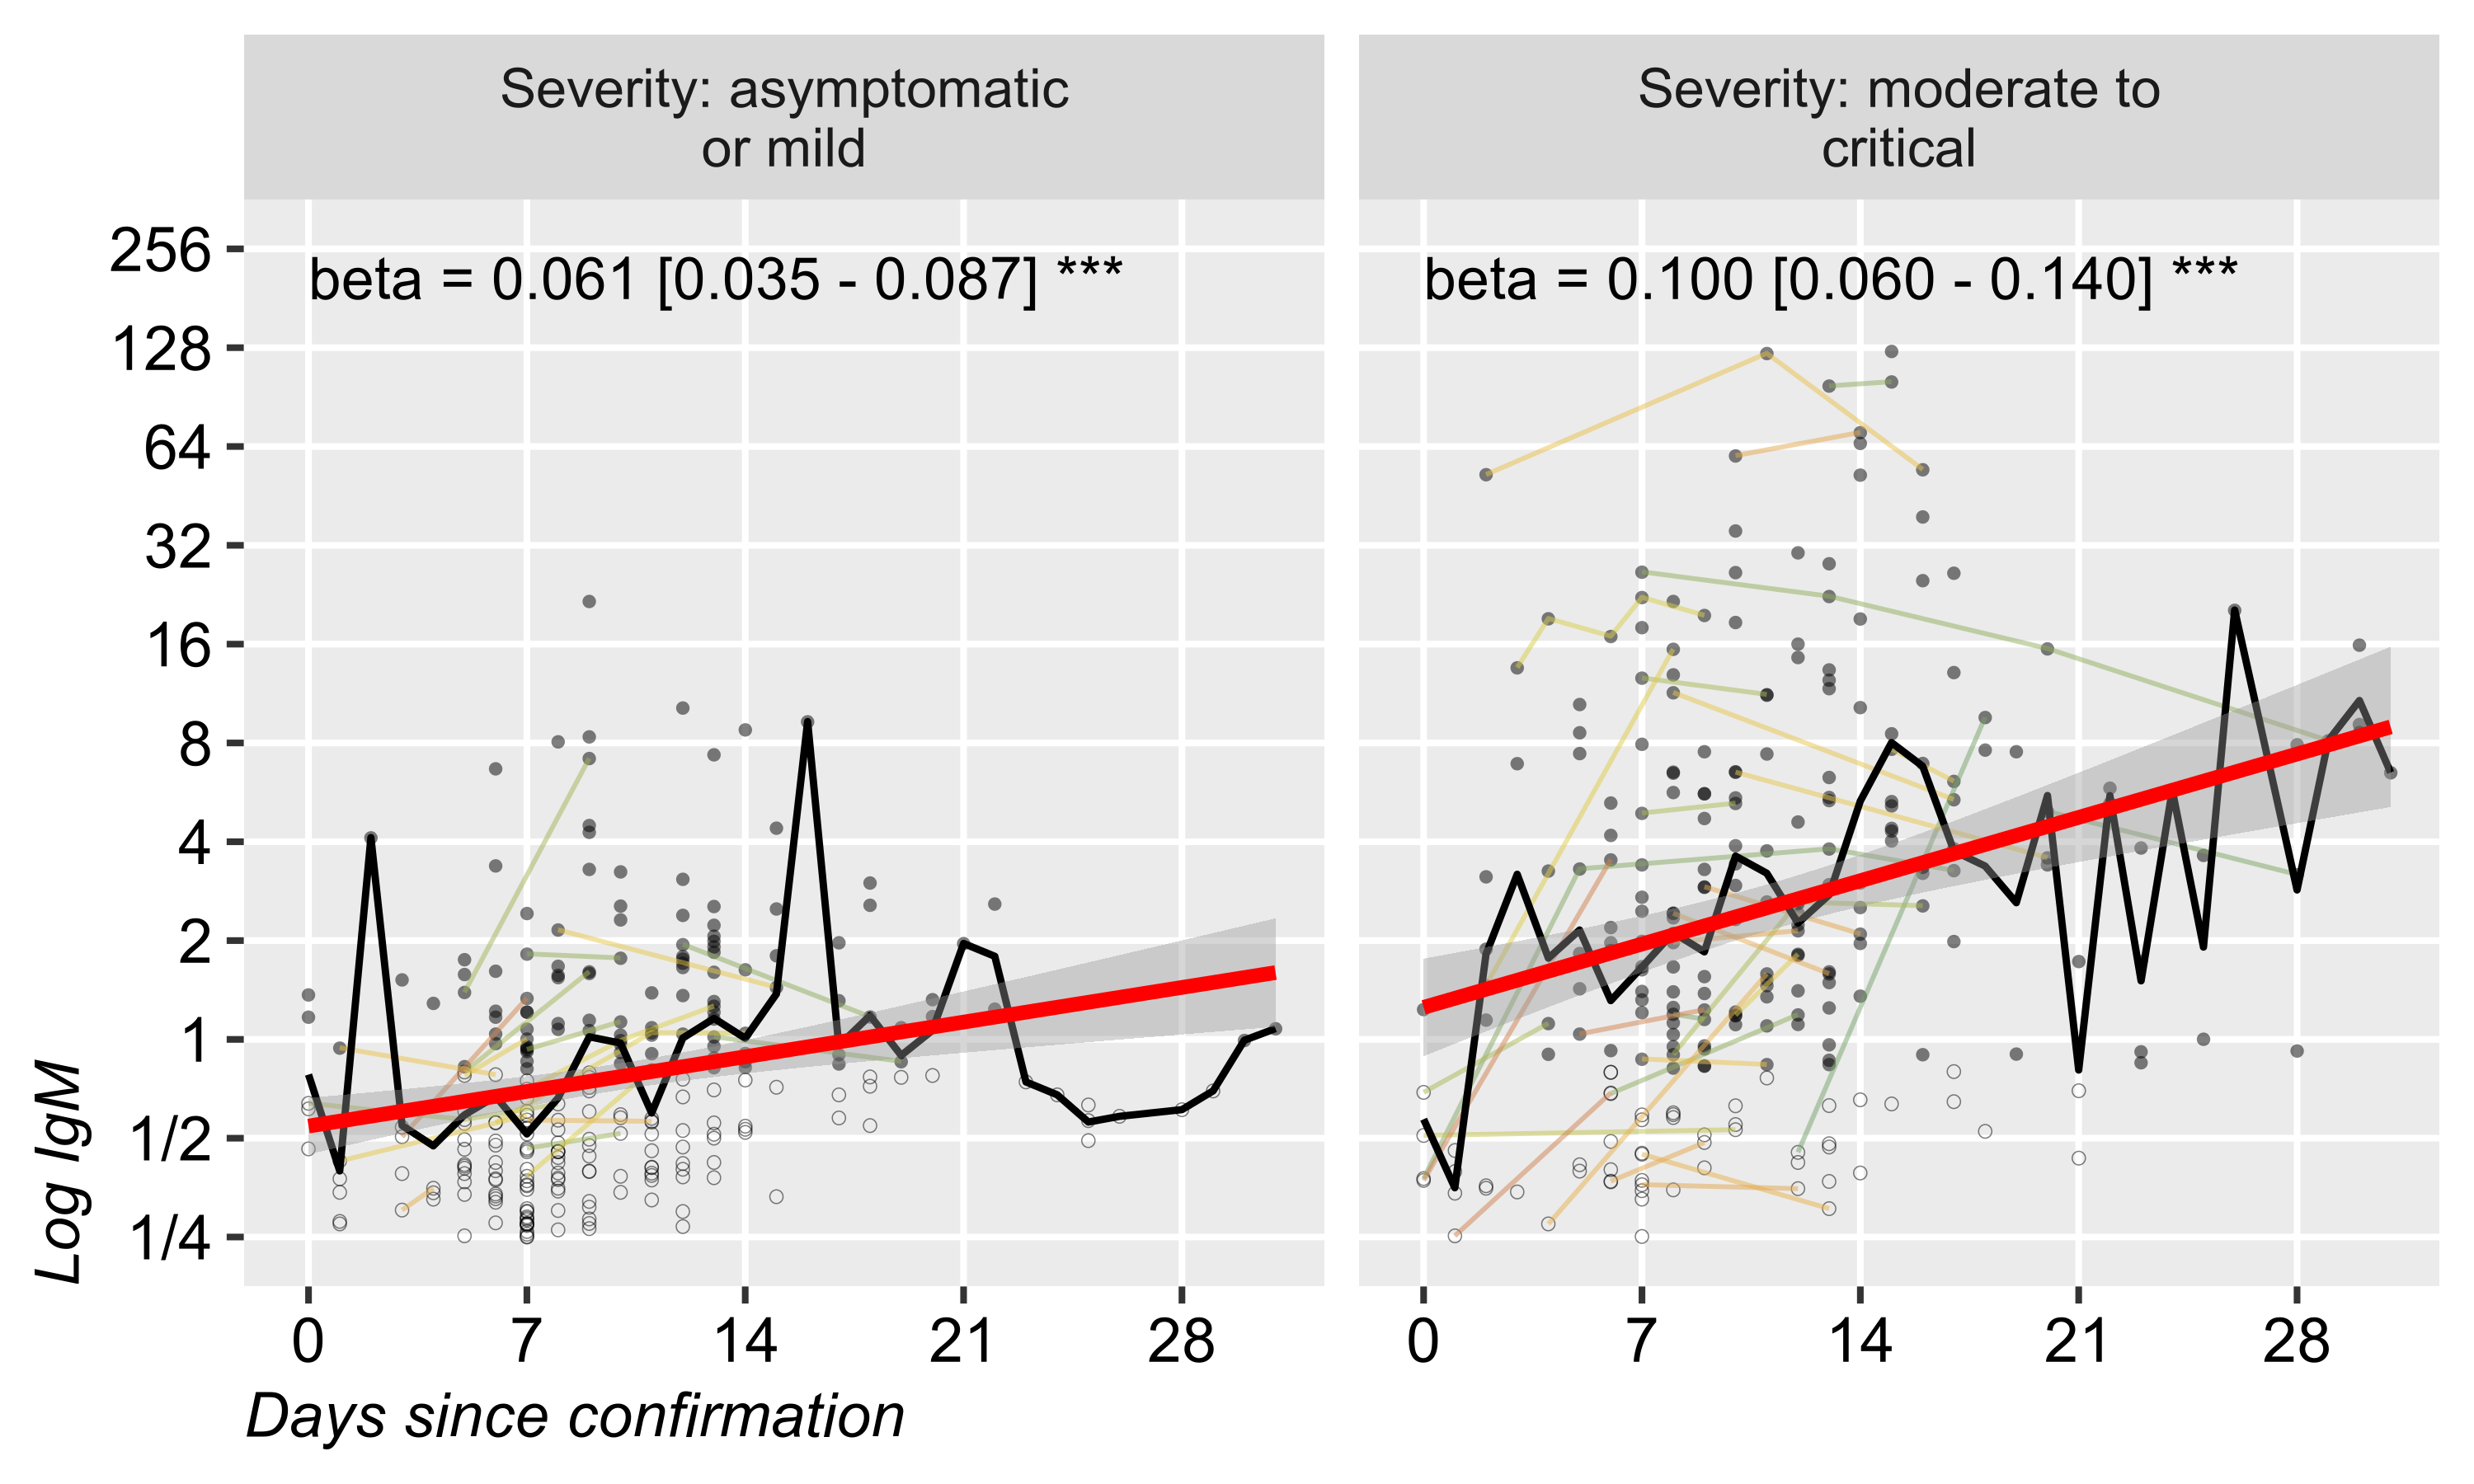 Severity: asymptomatic
or mild
Severity: moderate to
critical
beta = 0.061 [0.035 - 0.087] ***
beta = 0.100 [0.060 - 0.140] ***
256
128
64
32
16
8
4
2
1
1/2
1/4
Log IgM
0 7 14 21 28
0 7 14 21 28
Days since confirmation